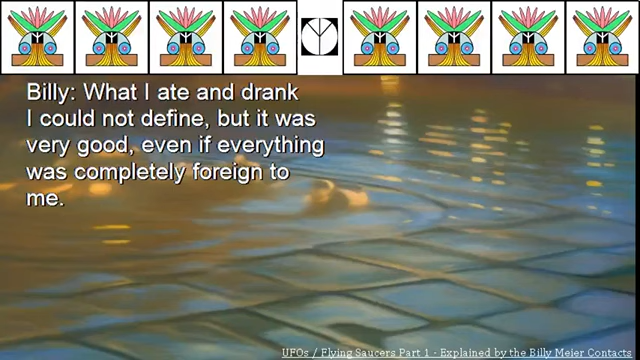 Billy: What I ate and drank
I could not define, but it was
very good, even if everything
was completely foreign to
me.
UFOs / Flying Saucers Part 1 - Explained by the Billy Meier Contacts